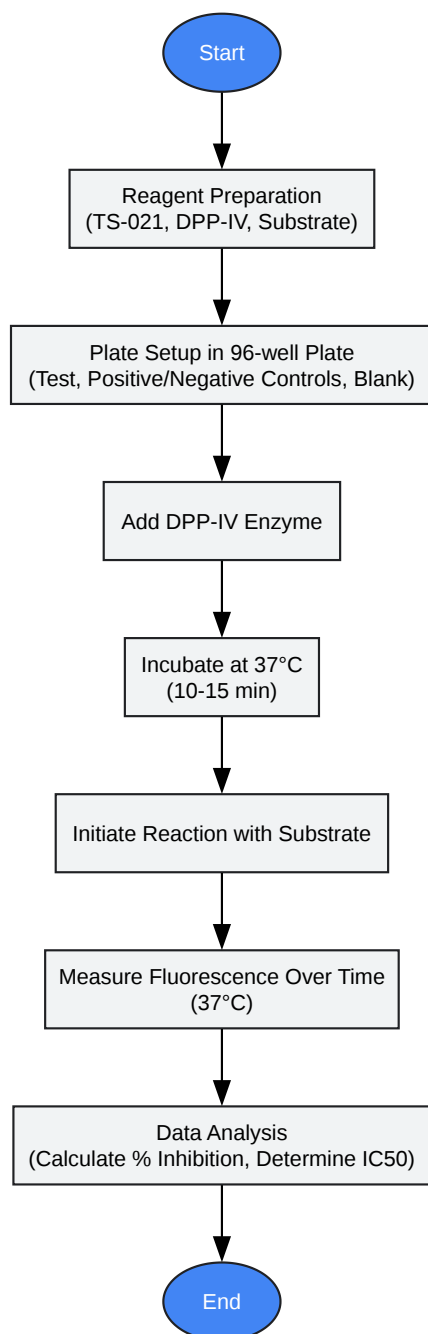 Start
Reagent Preparation
(TS-021, DPP-IV, Substrate)
Plate Setup in 96-well Plate
(Test, Positive/Negative Controls, Blank)
Add DPP-IV Enzyme
Incubate at 37°C
(10-15 min)
Initiate Reaction with Substrate
Measure Fluorescence Over Time
(37°C)
Data Analysis
(Calculate % Inhibition, Determine IC50)
End